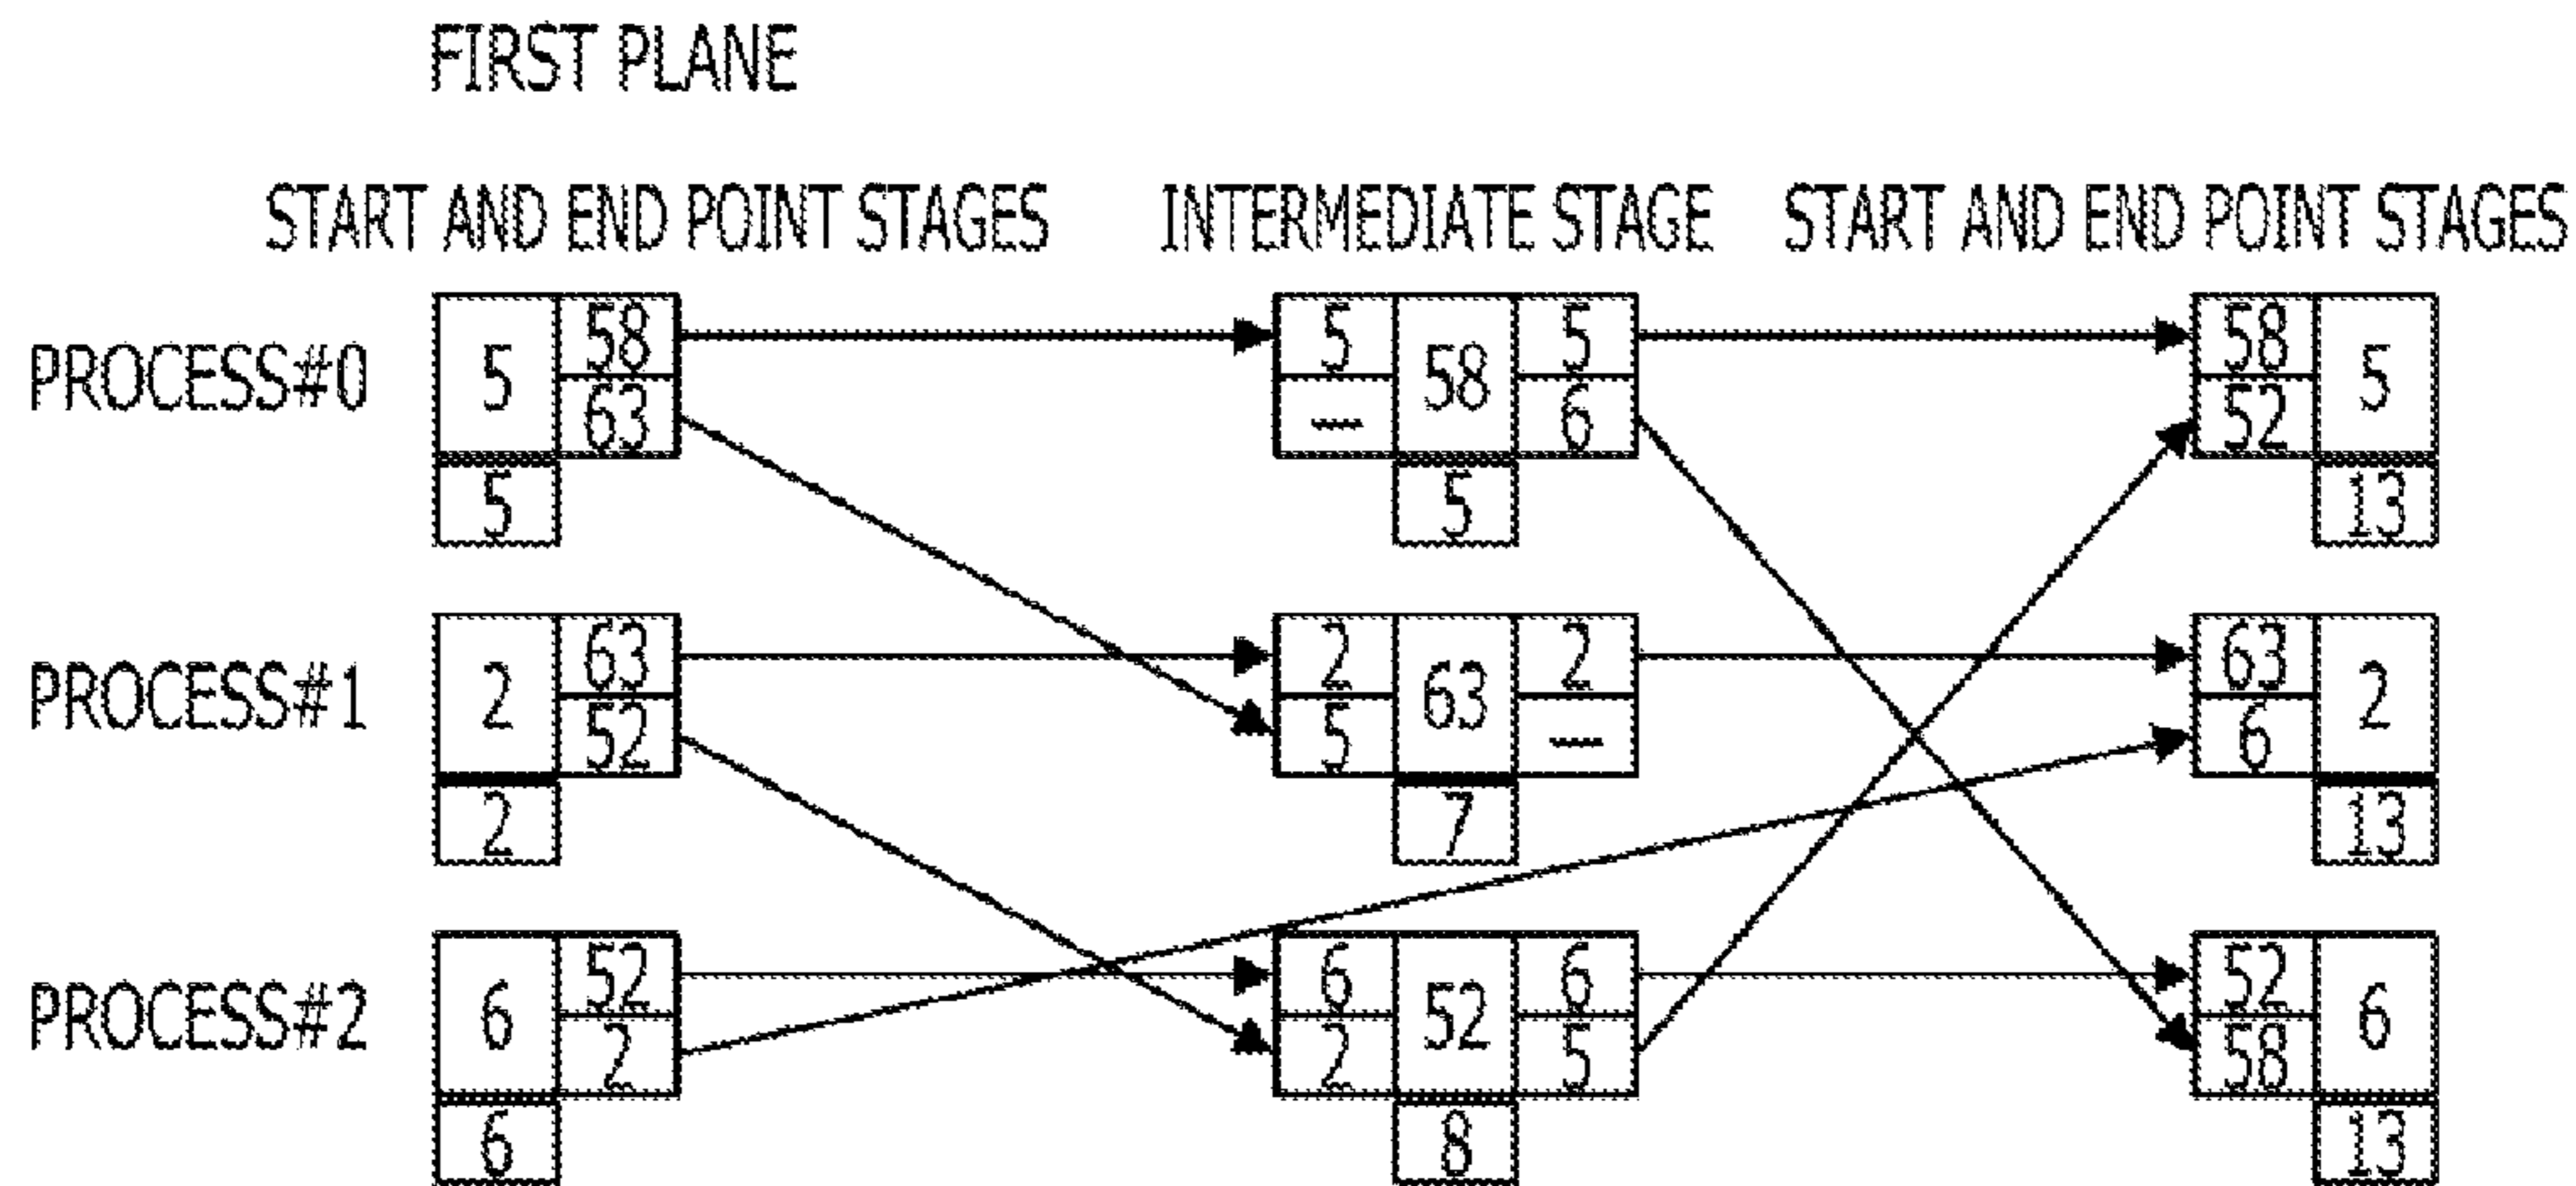 FIRST PLANE
START AND END POINT STAGES INTERMEDIATE STAGE START AND END POINT STAGES
58 5 5 58
PROCESS#0 5 58 5
63 — 6 52
5 5 13
63 2 2 63
PROCESS#1 2 63 2
52 5 — 6
2 7 13
52 6 6 52
PROCESS#2 6 52 6
2 2 5 58
6 8 13